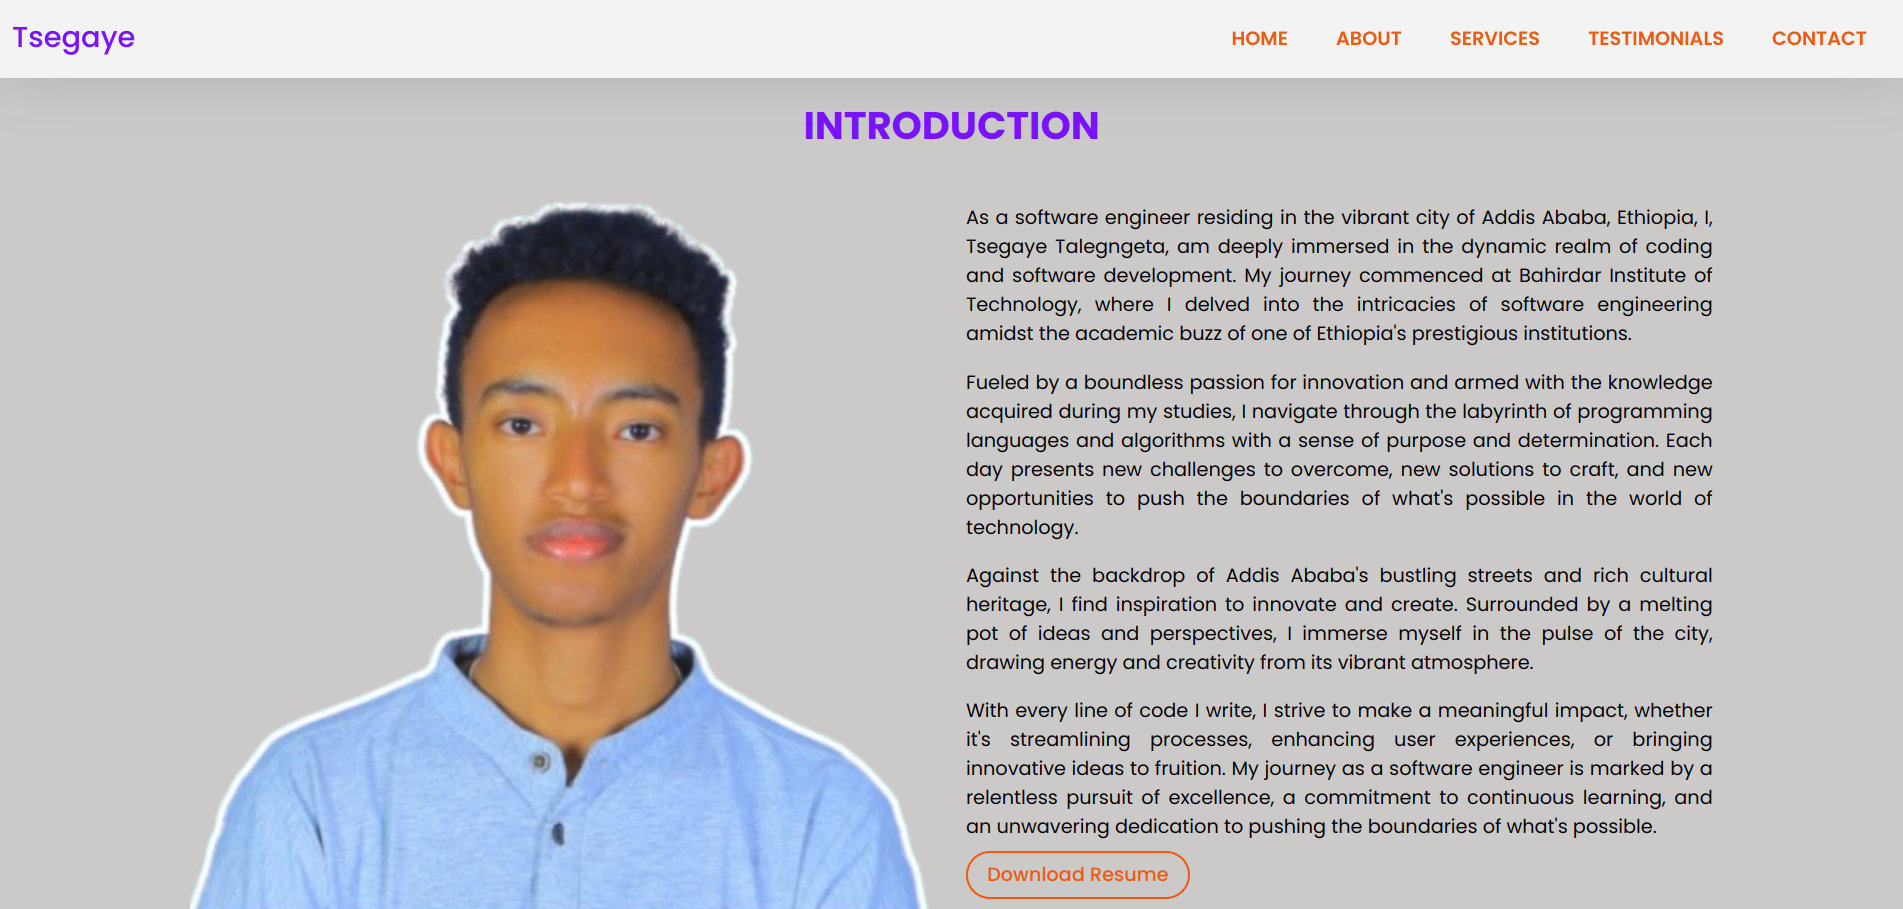 Tsegaye
HOME
ABOUT
SERVICES
TESTIMONIALS
CONTACT
INTRODUCTION
As a software engineer residing in the vibrant city of Addis Ababa, Ethiopia, I,
Tsegaye Talegngeta, am deeply immersed in the dynamic realm of coding
and software development. My journey commenced at Bahirdar Institute of
Technology, where I delved into the intricacies of software engineering
amidst the academic buzz of one of Ethiopia's prestigious institutions.
Fueled by a boundless passion for innovation and armed with the knowledge
acquired during my studies, I navigate through the labyrinth of programming
languages and algorithms with a sense of purpose and determination. Each
day presents new challenges to overcome, new solutions to craft, and new
opportunities to push the boundaries of what's possible in the world of
technology.
Against the backdrop of Addis Ababa's bustling streets and rich cultural
heritage, I find inspiration to innovate and create. Surrounded by a melting
pot of ideas and perspectives, I immerse myself in the pulse of the city,
drawing energy and creativity from its vibrant atmosphere.
With every line of code I write, I strive to make a meaningful impact, whether
it's streamlining processes, enhancing user experiences, or bringing
innovative ideas to fruition. My journey as a software engineer is marked by a
relentless pursuit of excellence, a commitment to continuous learning, and
an unwavering dedication to pushing the boundaries of what's possible.
Download Resume